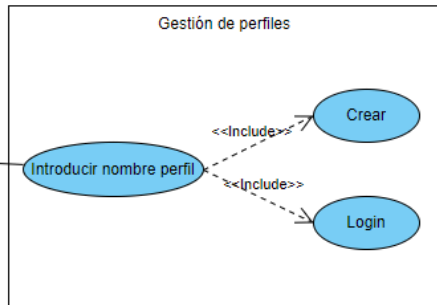 Gestión de perfiles
Crear
<<Include>>
Introducir nombre perfil
<<Include>>
Login